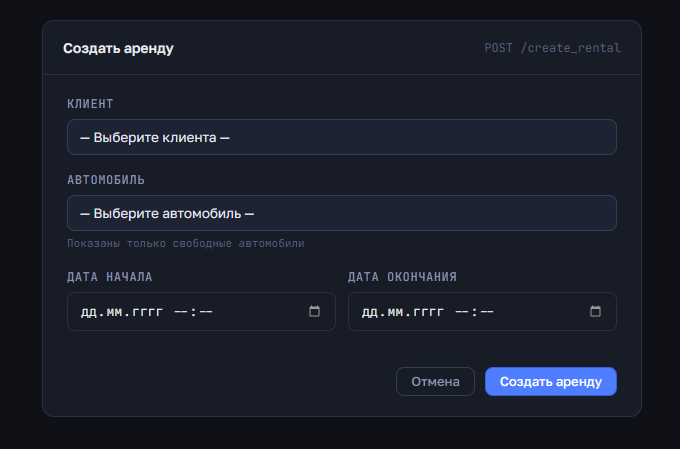 Создать аренду POST /create_rental
КЛИЕНТ
— Выберите клиента —
АВТОМОБИЛЬ
— Выберите автомобиль —
Показаны только свободные автомобили
ДАТА НАЧАЛА ДАТА ОКОНЧАНИЯ
дд.мм.гггг --:-- дд.мм.гггг --:--
Отмена Создать аренду